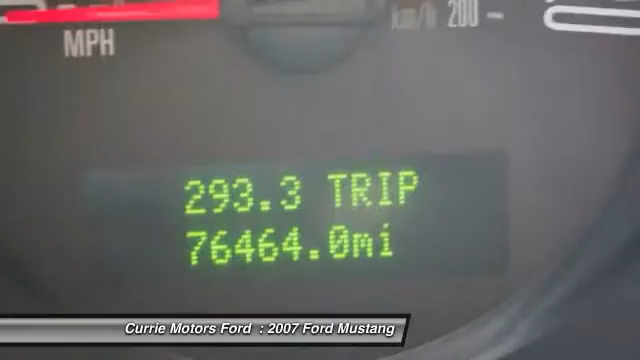 MPH
km/h 200
293.3 TRIP
76464.0mi
Currie Motors Ford : 2007 Ford Mustang